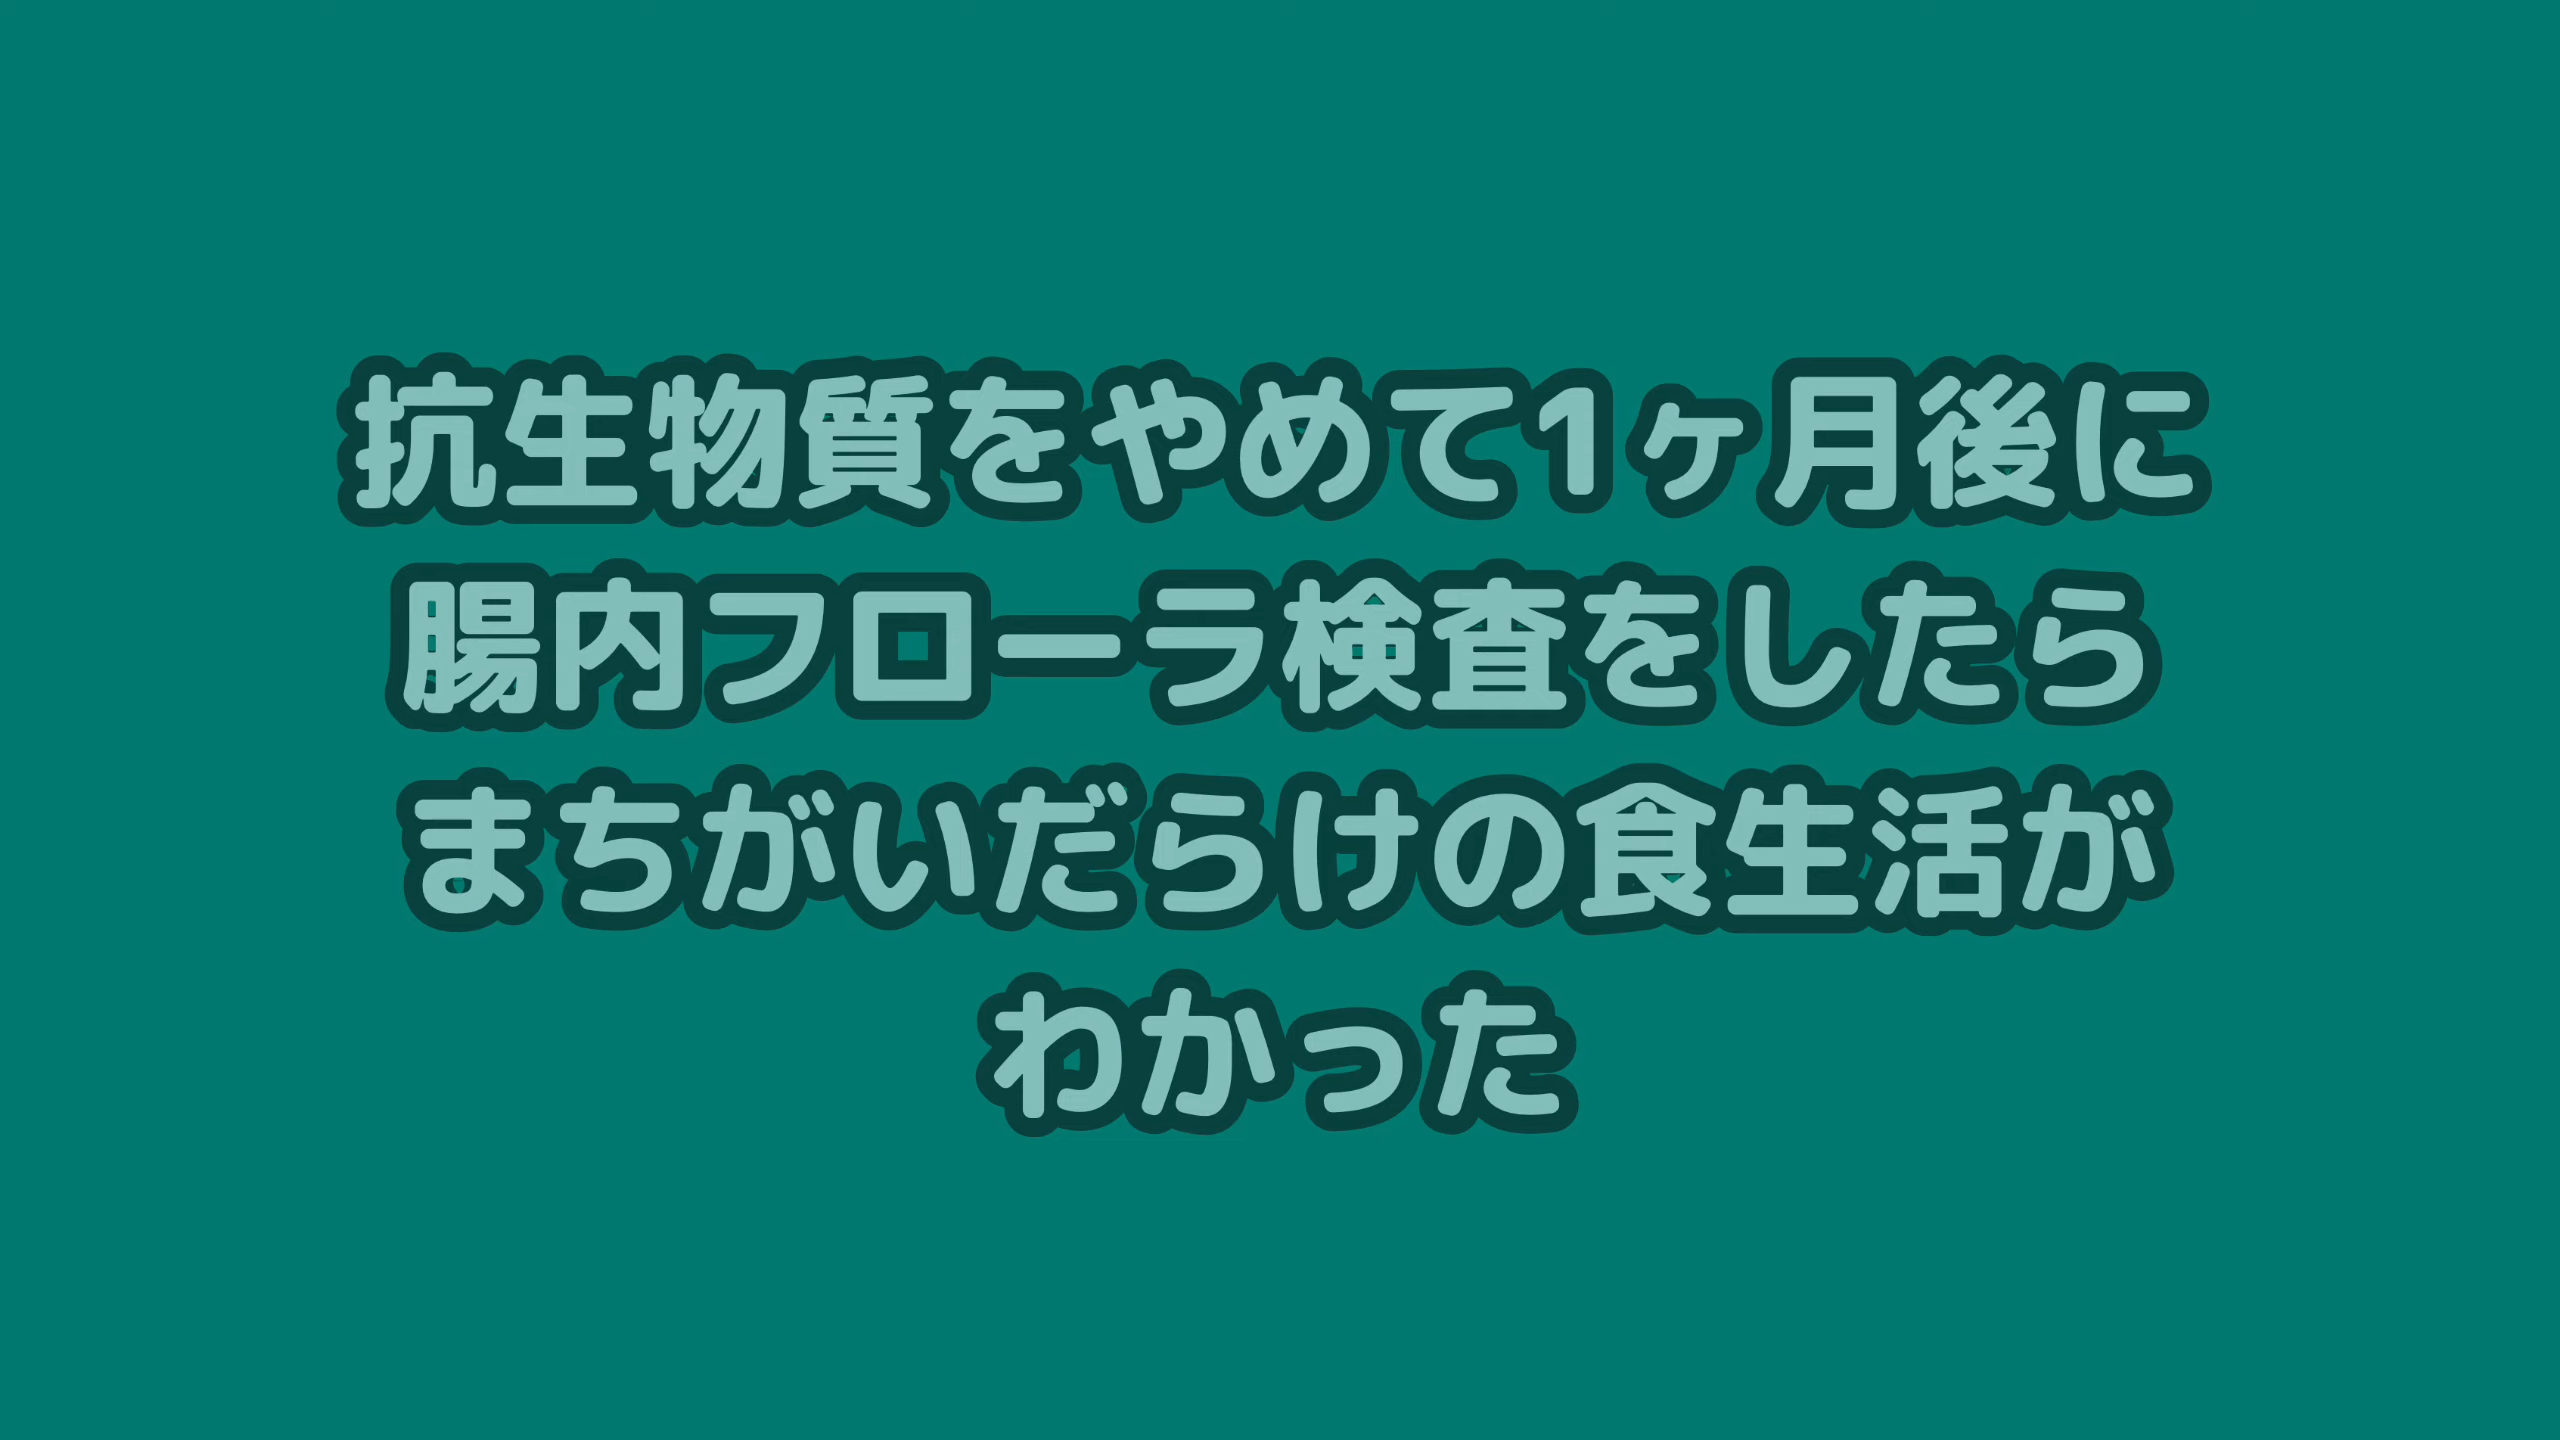 抗生物質をやめて1ヶ月後に
腸内フローラ検査をしたら
まちがいだらけの食生活が
わかった